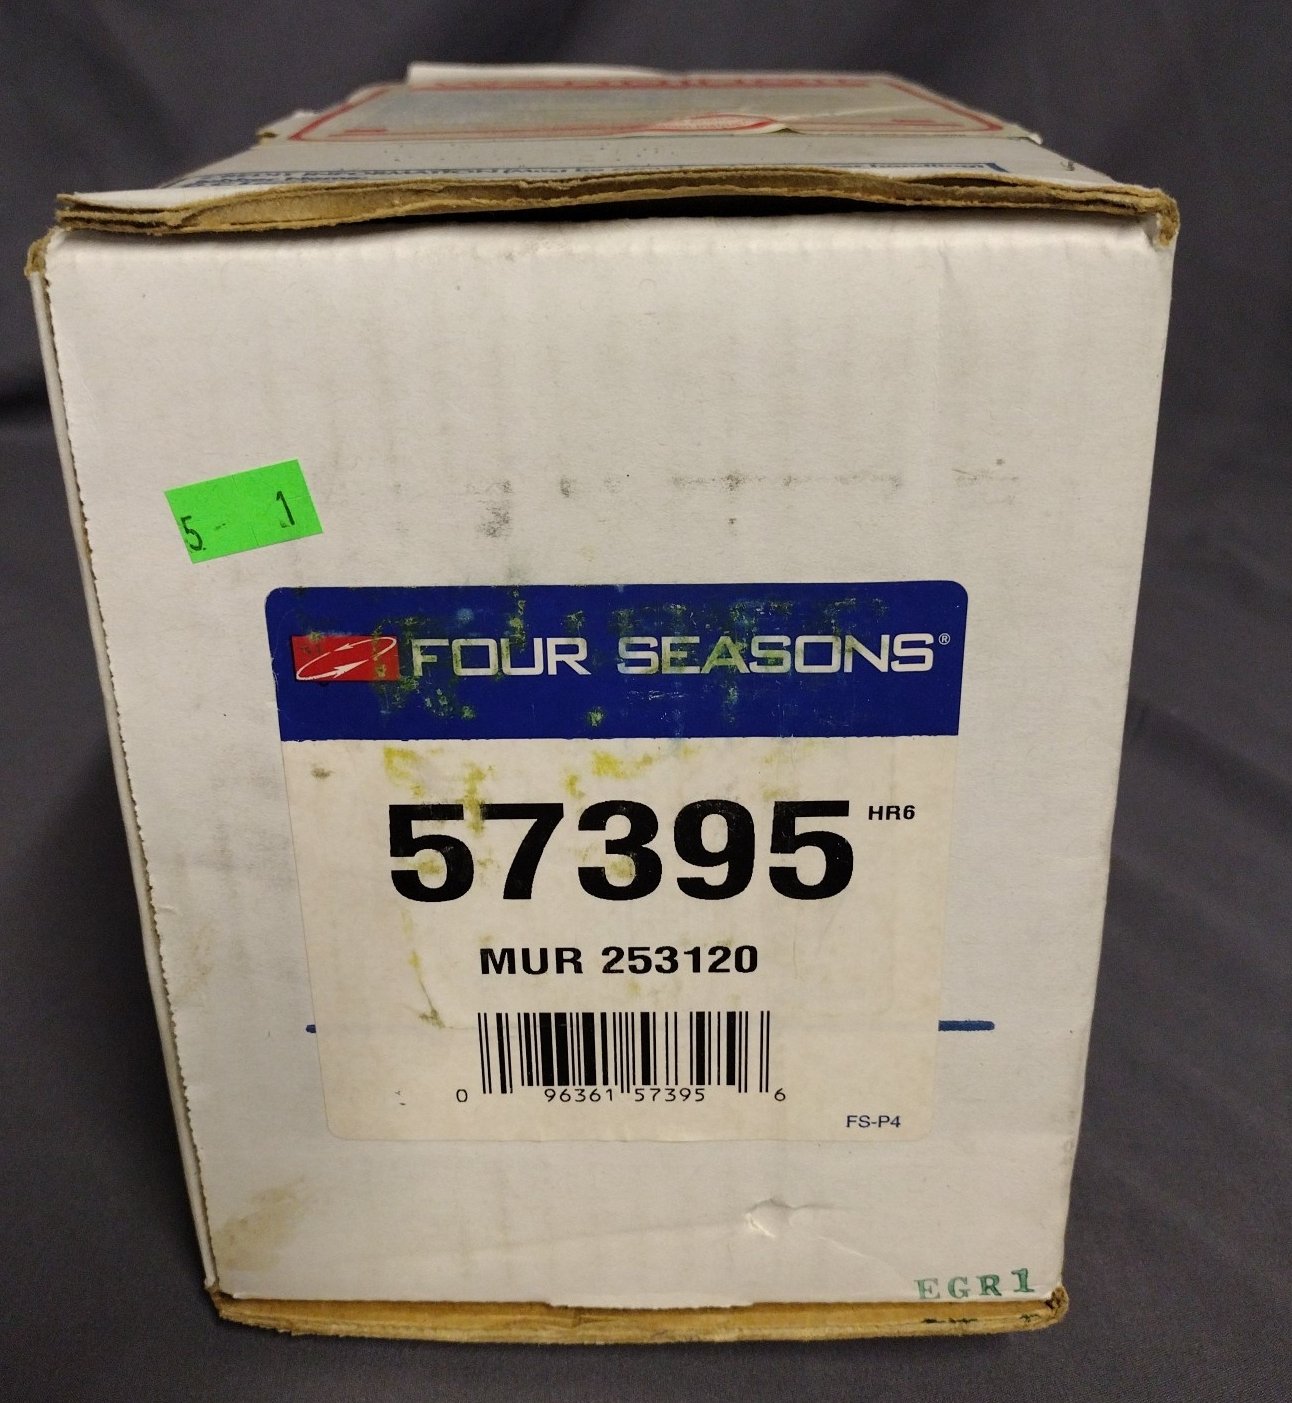 5 1
FOUR SEASONS®
57395 HR6
MUR 253120
0 96361 57395 6
FS-P4
EGR1